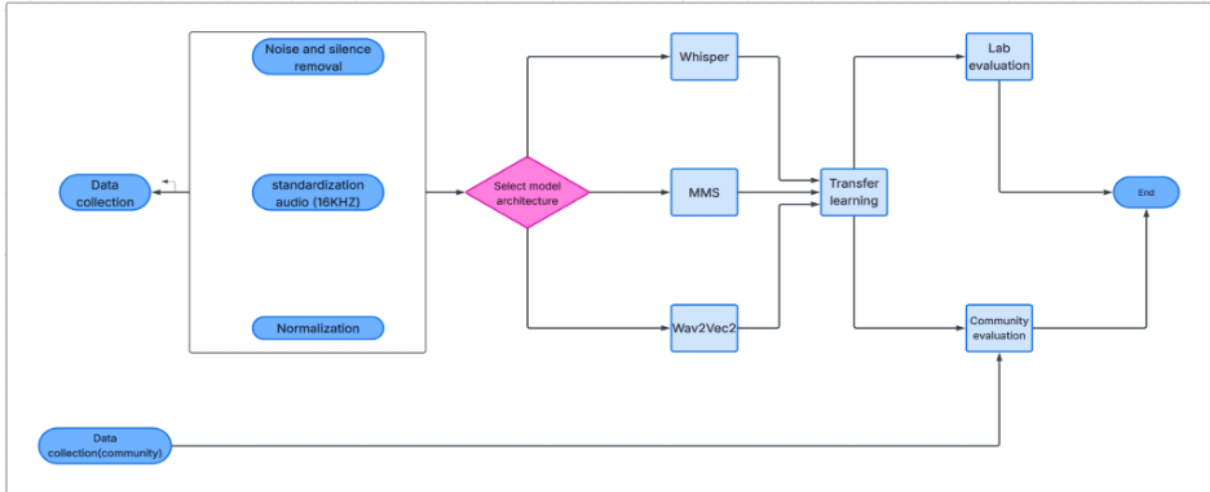 Noise and silence
removal
Data
collection
standardization
audio (16KHZ)
Normalization
Select model
architecture
Whisper
MMS
Wav2Vec2
Transfer
learning
Lab
evaluation
End
Community
evaluation
Data
collection(community)